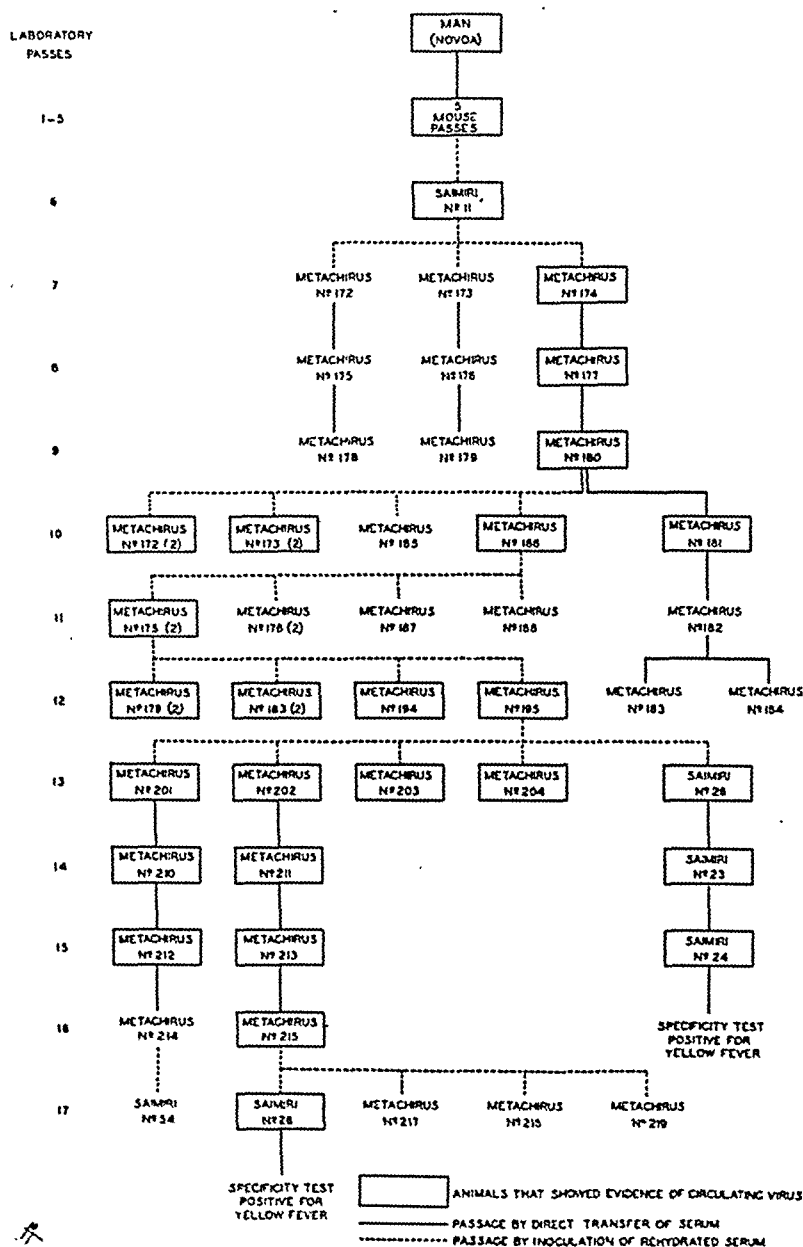 LABORATORY
PASSES
MAN
(NOVOA)
1-5
5
MOUSE
PASSES
6
SAIMIRI
Nº 11
7
METACHIRUS
Nº 172
METACHIRUS
Nº 173
METACHIRUS
Nº 174
8
METACHIRUS
Nº 175
METACHIRUS
Nº 176
METACHIRUS
Nº 177
9
METACHIRUS
Nº 178
METACHIRUS
Nº 179
METACHIRUS
Nº 180
10
METACHIRUS
Nº 172 (2)
METACHIRUS
Nº 173 (2)
METACHIRUS
Nº 185
METACHIRUS
Nº 186
METACHIRUS
Nº 181
11
METACHIRUS
Nº 175 (2)
METACHIRUS
Nº 176 (2)
METACHIRUS
Nº 187
METACHIRUS
Nº 188
METACHIRUS
Nº 182
12
METACHIRUS
Nº 179 (2)
METACHIRUS
Nº 183 (2)
METACHIRUS
Nº 194
METACHIRUS
Nº 195
METACHIRUS
Nº 183
METACHIRUS
Nº 184
13
METACHIRUS
Nº 201
METACHIRUS
Nº 202
METACHIRUS
Nº 203
METACHIRUS
Nº 204
SAIMIRI
Nº 26
14
METACHIRUS
Nº 210
METACHIRUS
Nº 211
SAIMIRI
Nº 23
15
METACHIRUS
Nº 212
METACHIRUS
Nº 213
SAIMIRI
Nº 24
16
METACHIRUS
Nº 214
METACHIRUS
Nº 215
SPECIFICITY TEST
POSITIVE FOR
YELLOW FEVER
17
SAIMIRI
Nº 54
SAIMIRI
Nº 28
METACHIRUS
Nº 217
METACHIRUS
METACHIRUS
Nº 219
SPECIFICITY TEST
POSITIVE FOR
YELLOW FEVER
ANIMALS THAT SHOWED EVIDENCE OF CIRCULATING VIRUS
PASSAGE BY DIRECT TRANSFER OF SERUM
PASSAGE BY INOCULATION OF REHYDRATED SERUM